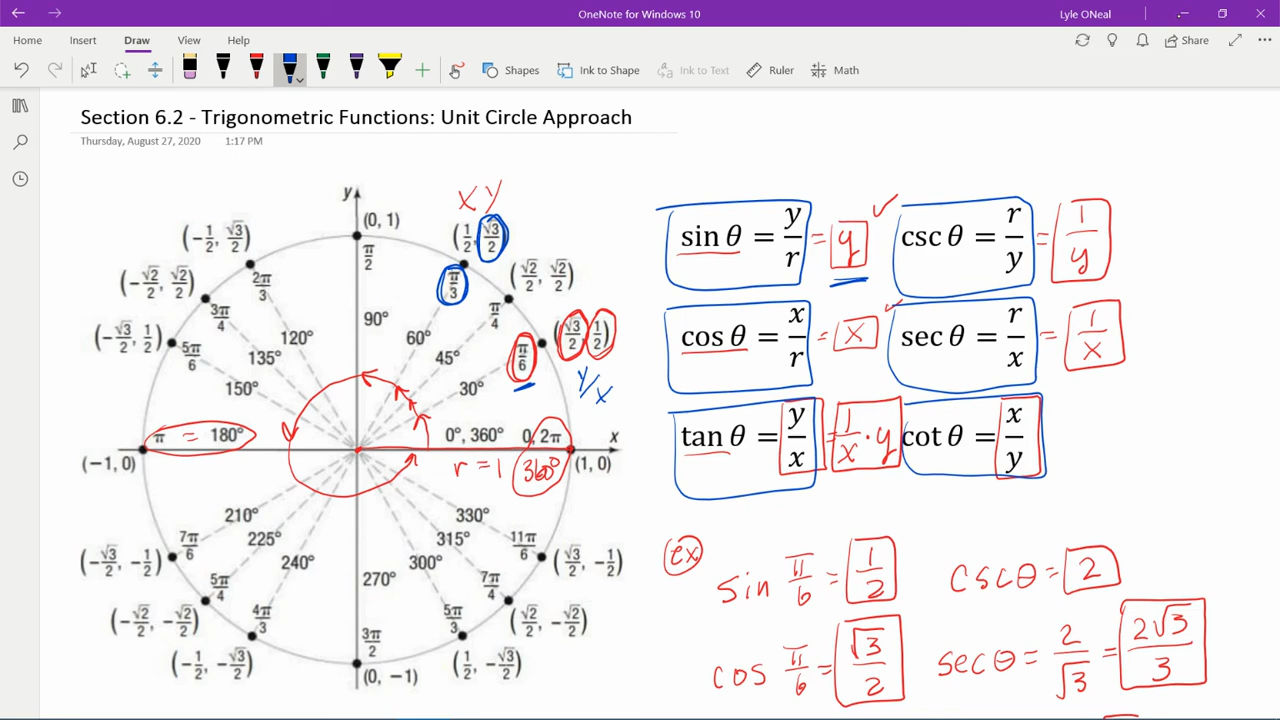 OneNote for Windows 10
Lyle ONeal
Home Insert Draw View Help
Share
Shapes Ink to Shape Ink to Text Ruler Math
Section 6.2 - Trigonometric Functions: Unit Circle Approach
Thursday, August 27, 2020 1:17 PM
x y
y
(0, 1)
(-1/2, √3/2) (1/2, √3/2)
π/2
2π/3 π/3
(-√2/2, √2/2) (√2/2, √2/2)
3π/4 π/4
90°
120° 60°
(-√3/2, 1/2) (√3/2, 1/2)
135° 45°
5π/6 π/6
150° 30°
y/x
π = 180° 0°, 360° 0, 2π x
(-1, 0) r = 1 360° (1, 0)
210° 330°
7π/6 225° 315° 11π/6
(-√3/2, -1/2) (√3/2, -1/2)
240° 300°
5π/4 270° 7π/4
(-√2/2, -√2/2) (√2/2, -√2/2)
4π/3 5π/3
3π/2
(-1/2, -√3/2) (1/2, -√3/2)
(0, -1)
sin θ = y/r = y ✓ csc θ = r/y = 1/y
cos θ = x/r = x ✓ sec θ = r/x = 1/x
tan θ = y/x = 1/x · y cot θ = x/y
ex
sin π/6 = 1/2 cscθ = 2
cos π/6 = √3/2 secθ = 2/√3 = 2√3/3